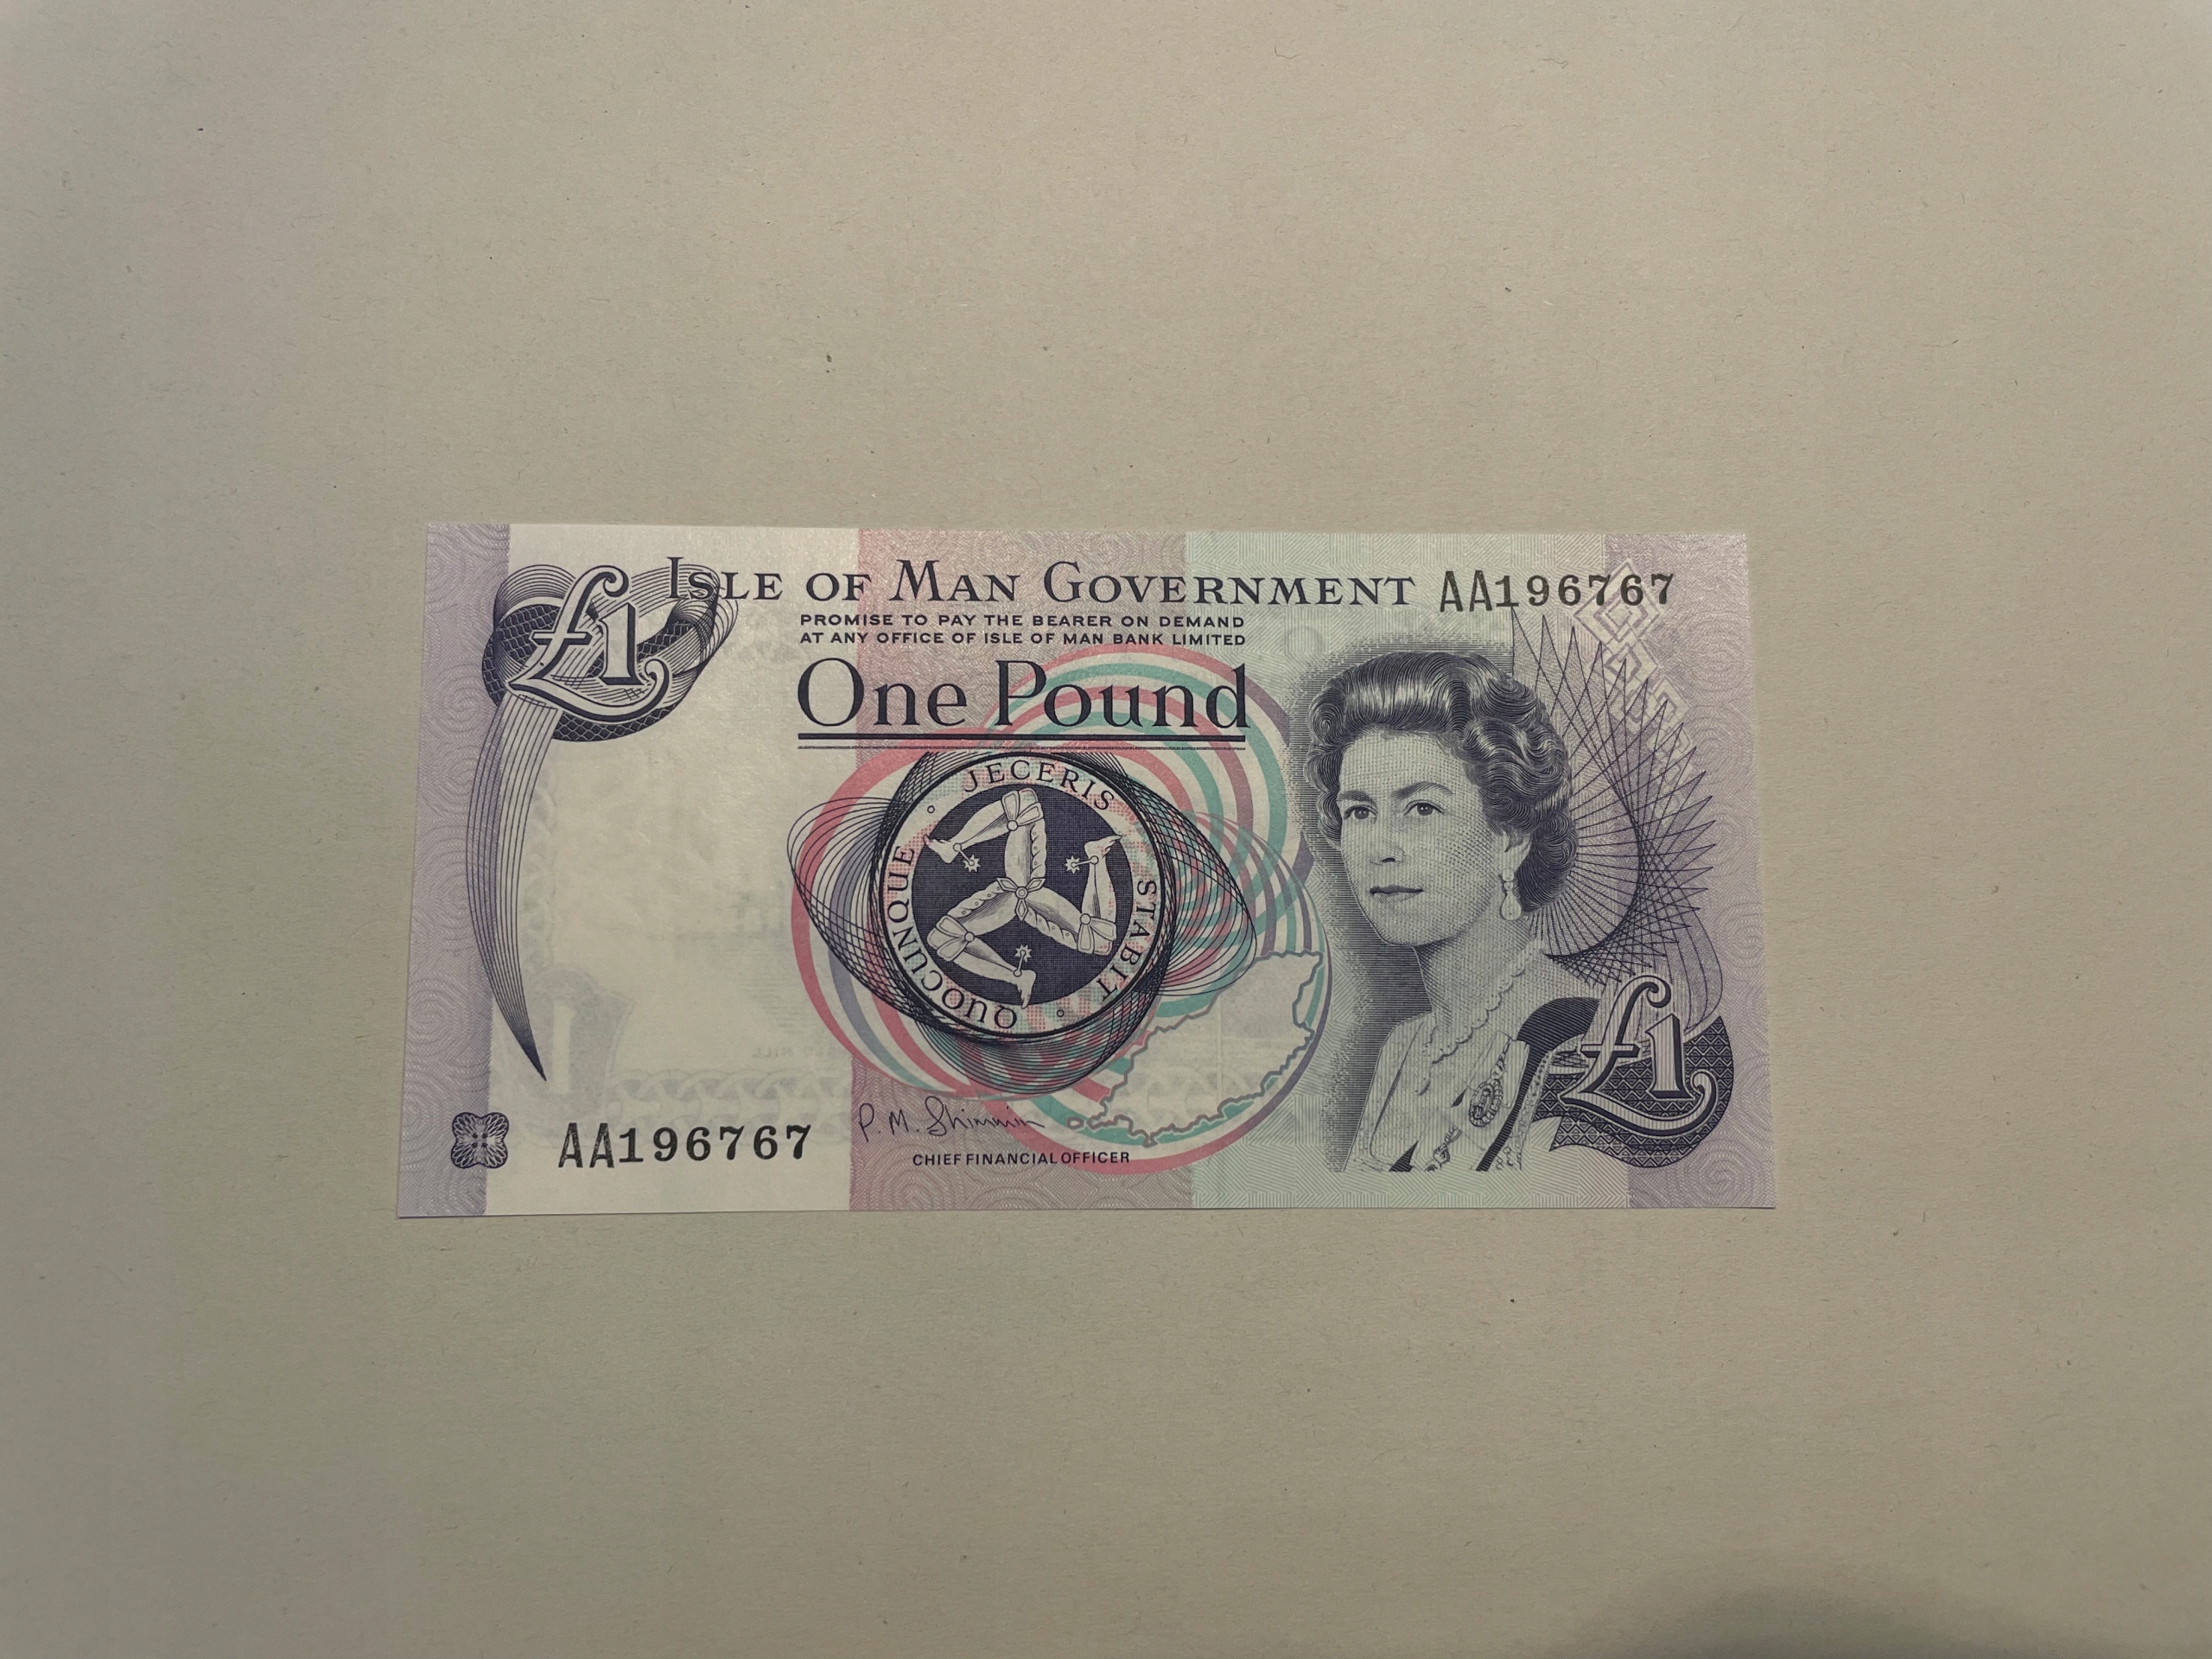 £1
ISLE OF MAN GOVERNMENT AA196767
PROMISE TO PAY THE BEARER ON DEMAND
AT ANY OFFICE OF ISLE OF MAN BANK LIMITED
One Pound
QUOCUNQUE · JECERIS STABIT ·
£1
AA196767
P. M. Shimmin
CHIEF FINANCIAL OFFICER